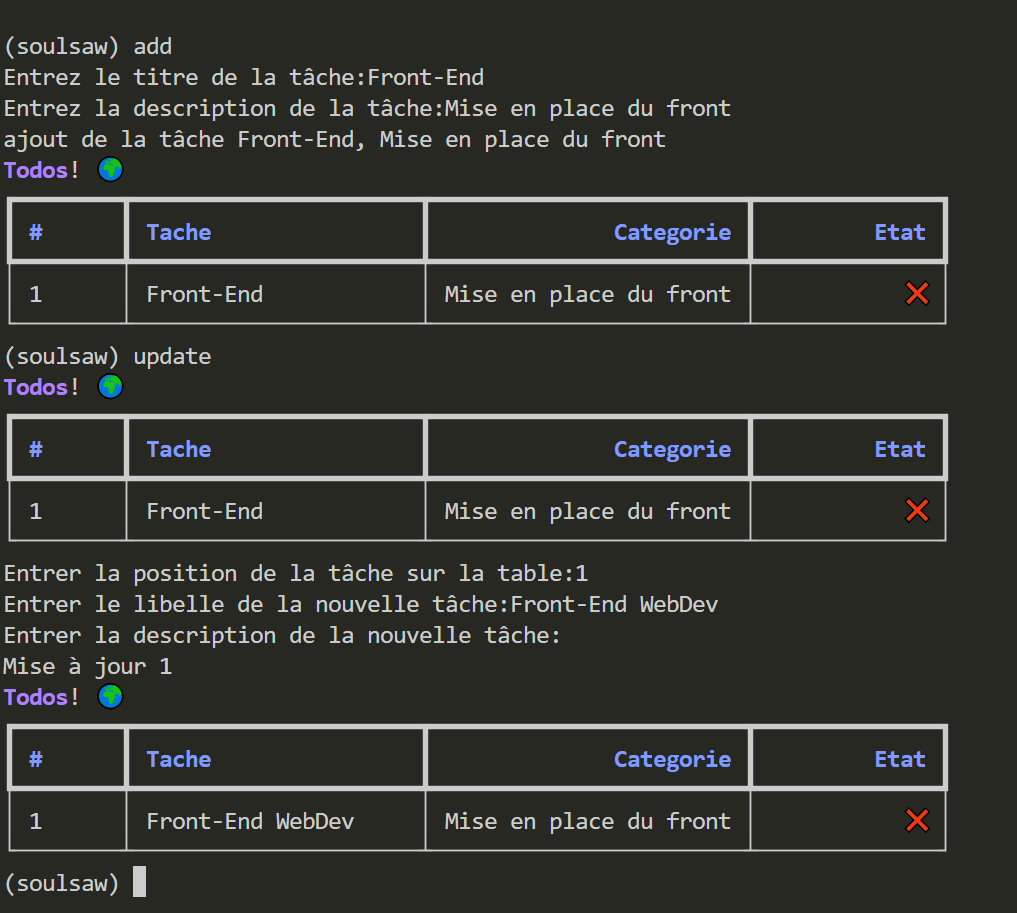 (soulsaw) add
Entrez le titre de la tâche:Front-End
Entrez la description de la tâche:Mise en place du front
ajout de la tâche Front-End, Mise en place du front
Todos! 🌍
# Tache Categorie Etat
1 Front-End Mise en place du front ❌
(soulsaw) update
Todos! 🌍
# Tache Categorie Etat
1 Front-End Mise en place du front ❌
Entrer la position de la tâche sur la table:1
Entrer le libelle de la nouvelle tâche:Front-End WebDev
Entrer la description de la nouvelle tâche:
Mise à jour 1
Todos! 🌍
# Tache Categorie Etat
1 Front-End WebDev Mise en place du front ❌
(soulsaw)